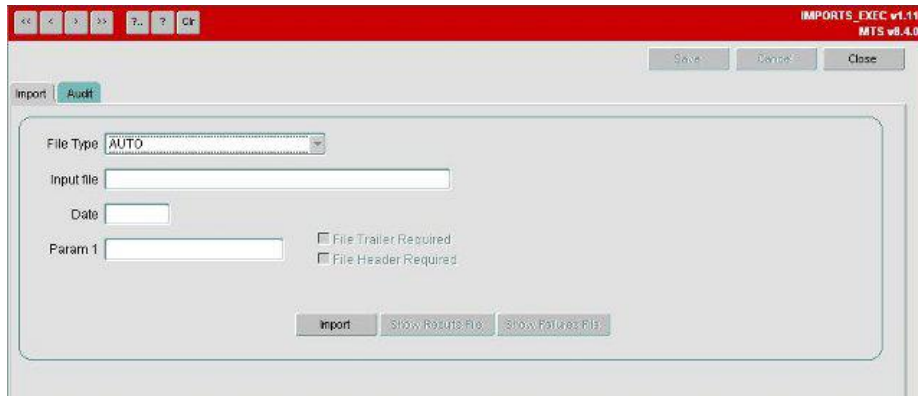 << < > >> ?.. ? Clr
IMPORTS_EXEC v1.11
MTS v8.4.0
Save Cancel Close
Import Audit
File Type AUTO
Input file
Date
Param 1
File Trailer Required
File Header Required
Import Show Results File Show Failures File